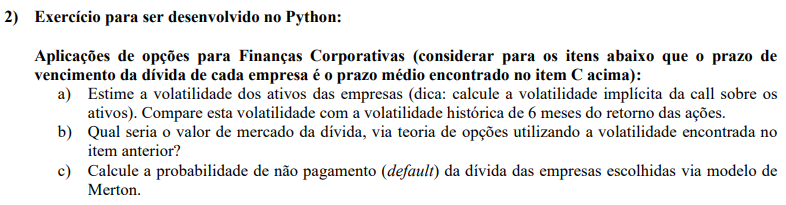 2) Exercício para ser desenvolvido no Python:
Aplicações de opções para Finanças Corporativas (considerar para os itens abaixo que o prazo de
vencimento da dívida de cada empresa é o prazo médio encontrado no item C acima):
a) Estime a volatilidade dos ativos das empresas (dica: calcule a volatilidade implícita da call sobre os
ativos). Compare esta volatilidade com a volatilidade histórica de 6 meses do retorno das ações.
b) Qual seria o valor de mercado da dívida, via teoria de opções utilizando a volatilidade encontrada no
item anterior?
c) Calcule a probabilidade de não pagamento (default) da dívida das empresas escolhidas via modelo de
Merton.